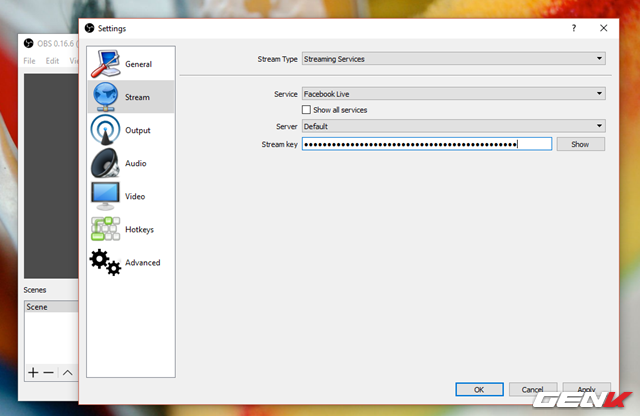 Settings
?
OBS 0.16.6
File Edit
General
Stream
Output
Audio
Video
Hotkeys
Advanced
Stream Type Streaming Services
Service Facebook Live
Show all services
Server Default
Stream key ●●●●●●●●●●●●●●●●●●●●●●●●●●●●●●●●●●●●●●●●●●●●●● Show
Scenes
Scene
OK Cancel Apply
GENK